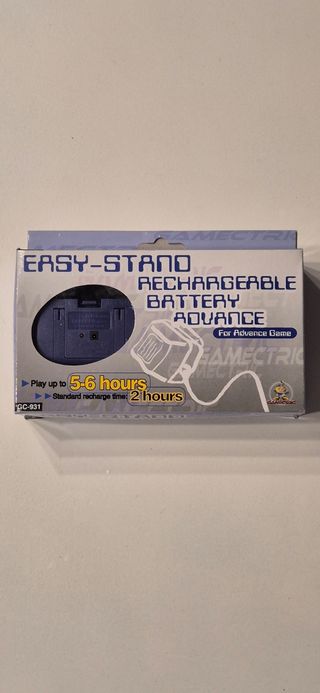 GAMECTRIC
EASY-STAND
RECHARGEABLE
BATTERY
ADVANCE
For Advance Game
GAMECTRIC
Play up to 5-6 hours
Standard recharge time: 2 hours
GC-931